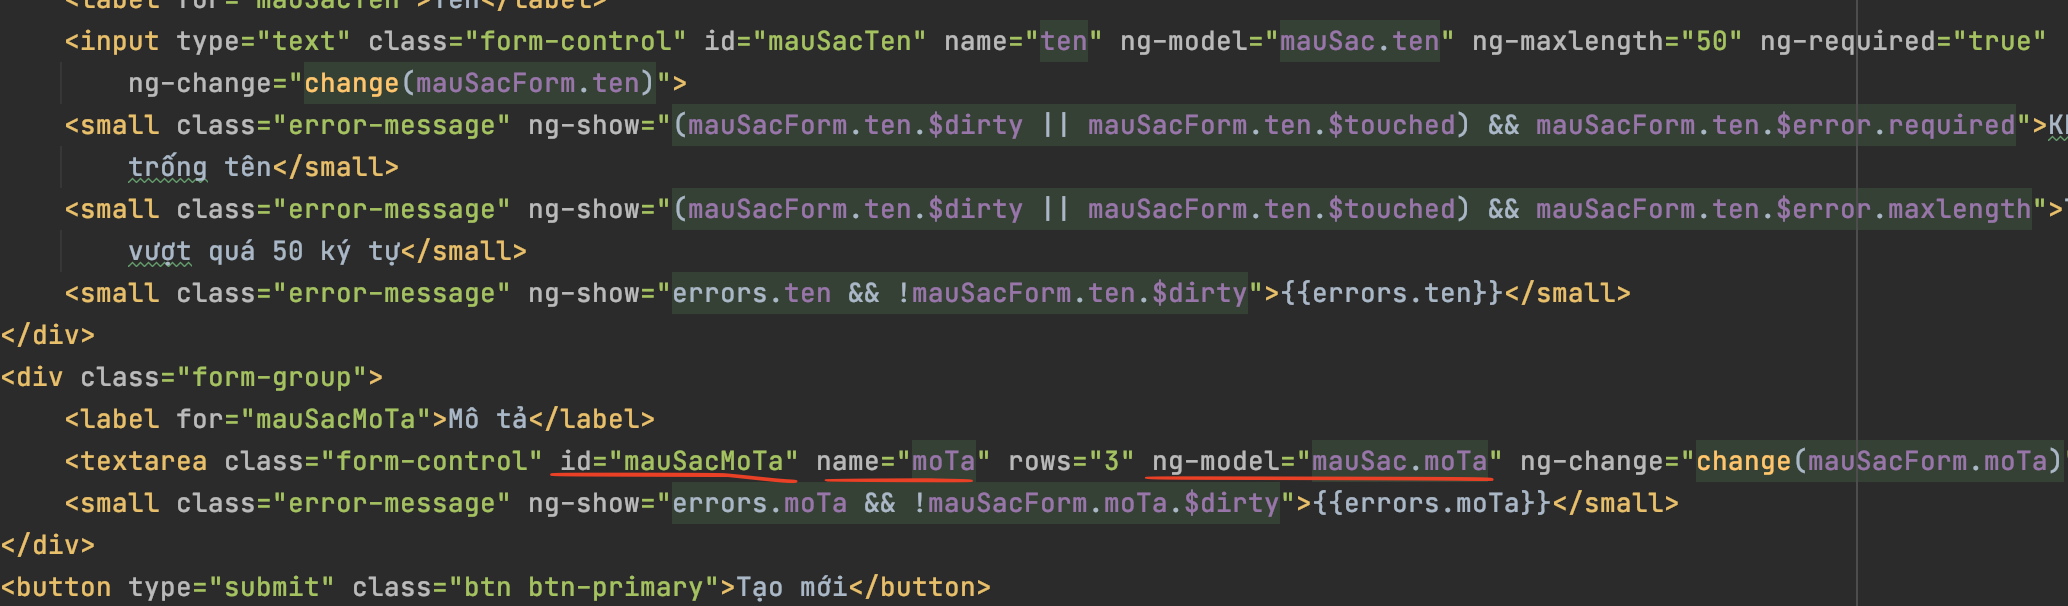 <label for="mauSacTen">Tên</label>
<input type="text" class="form-control" id="mauSacTen" name="ten" ng-model="mauSac.ten" ng-maxlength="50" ng-required="true"
ng-change="change(mauSacForm.ten)">
<small class="error-message" ng-show="(mauSacForm.ten.$dirty || mauSacForm.ten.$touched) && mauSacForm.ten.$error.required">
trống tên</small>
<small class="error-message" ng-show="(mauSacForm.ten.$dirty || mauSacForm.ten.$touched) && mauSacForm.ten.$error.maxlength">
vượt quá 50 ký tự</small>
<small class="error-message" ng-show="errors.ten && !mauSacForm.ten.$dirty">{{errors.ten}}</small>
</div>
<div class="form-group">
<label for="mauSacMoTa">Mô tả</label>
<textarea class="form-control" id="mauSacMoTa" name="moTa" rows="3" ng-model="mauSac.moTa" ng-change="change(mauSacForm.moTa)
<small class="error-message" ng-show="errors.moTa && !mauSacForm.moTa.$dirty">{{errors.moTa}}</small>
</div>
<button type="submit" class="btn btn-primary">Tạo mới</button>